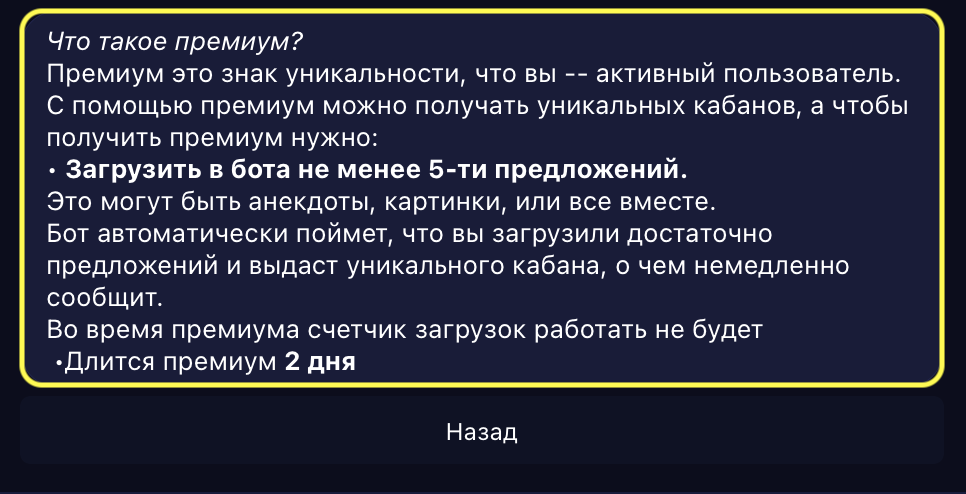 Что такое премиум?
Премиум это знак уникальности, что вы -- активный пользователь.
С помощью премиум можно получать уникальных кабанов, а чтобы
получить премиум нужно:
• Загрузить в бота не менее 5-ти предложений.
Это могут быть анекдоты, картинки, или все вместе.
Бот автоматически поймет, что вы загрузили достаточно
предложений и выдаст уникального кабана, о чем немедленно
сообщит.
Во время премиума счетчик загрузок работать не будет
•Длится премиум 2 дня
Назад